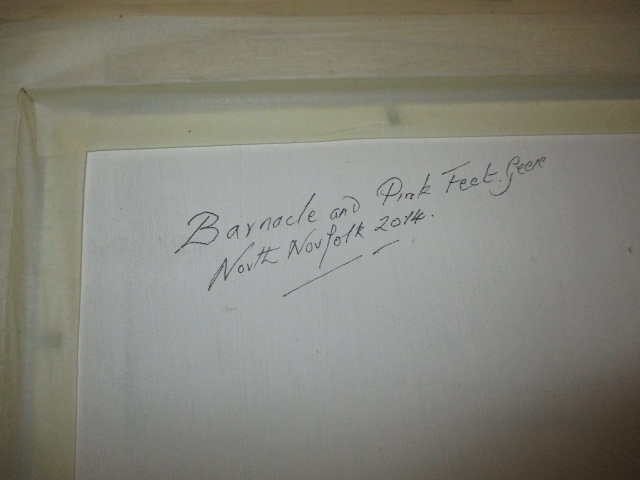 Barnacle and Pink Feet. Geese
North Norfolk 2014.